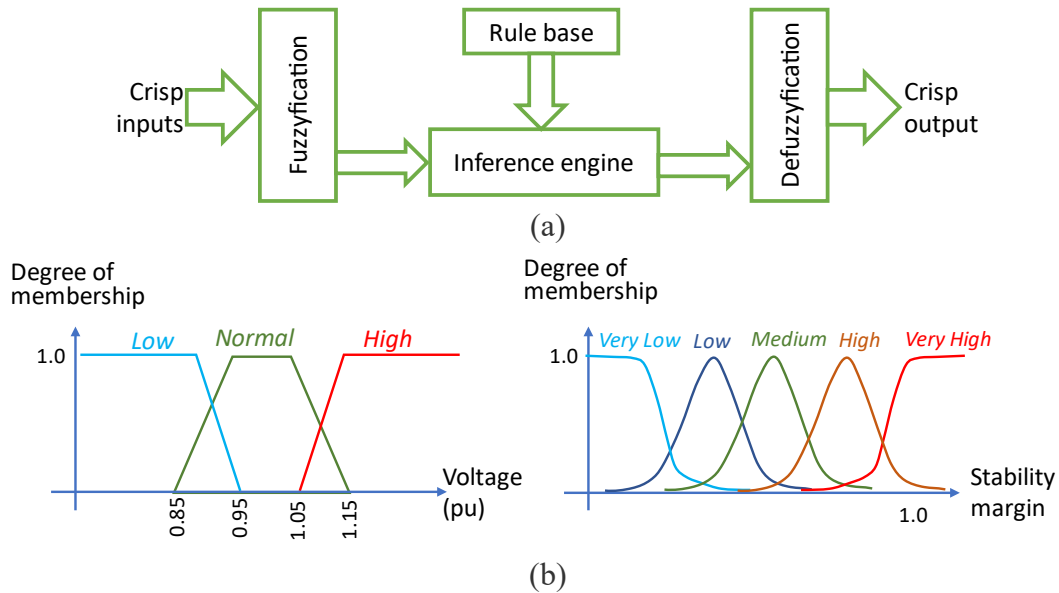 Rule base
Crisp
inputs
Fuzzyfication
Inference engine
Defuzzyfication
Crisp
output
(a)
Degree of
membership
1.0
Low
Normal
High
0.85
0.95
1.05
1.15
Voltage
(pu)
Degree of
membership
1.0
Very Low
Low
Medium
High
Very High
1.0
Stability
margin
(b)